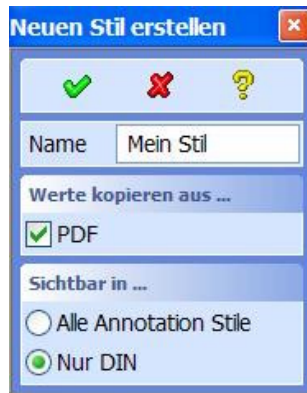 Neuen Stil erstellen
Name Mein Stil
Werte kopieren aus ...
PDF
Sichtbar in ...
Alle Annotation Stile
Nur DIN